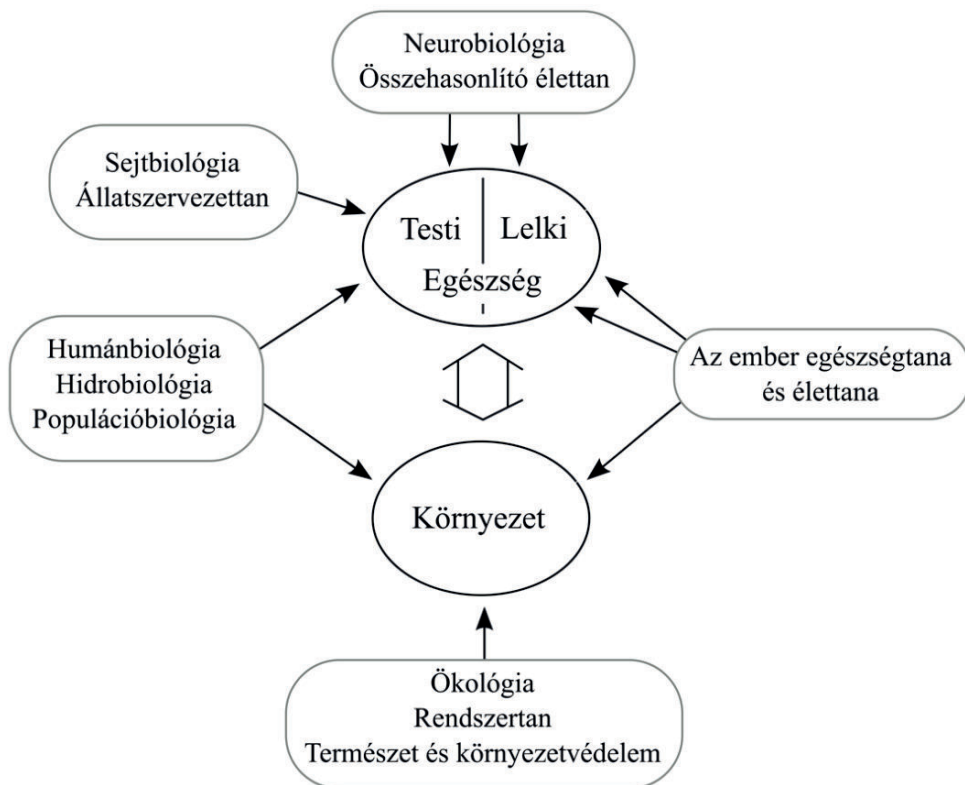 Neurobiológia
Összehasonlító élettan
Sejtbiológia
Állatszervezettan
Testi
Lelki
Egészség
Humánbiológia
Hidrobiológia
Populációbiológia
Az ember egészségtana
és élettana
Környezet
Ökológia
Rendszertan
Természet és környezetvédelem